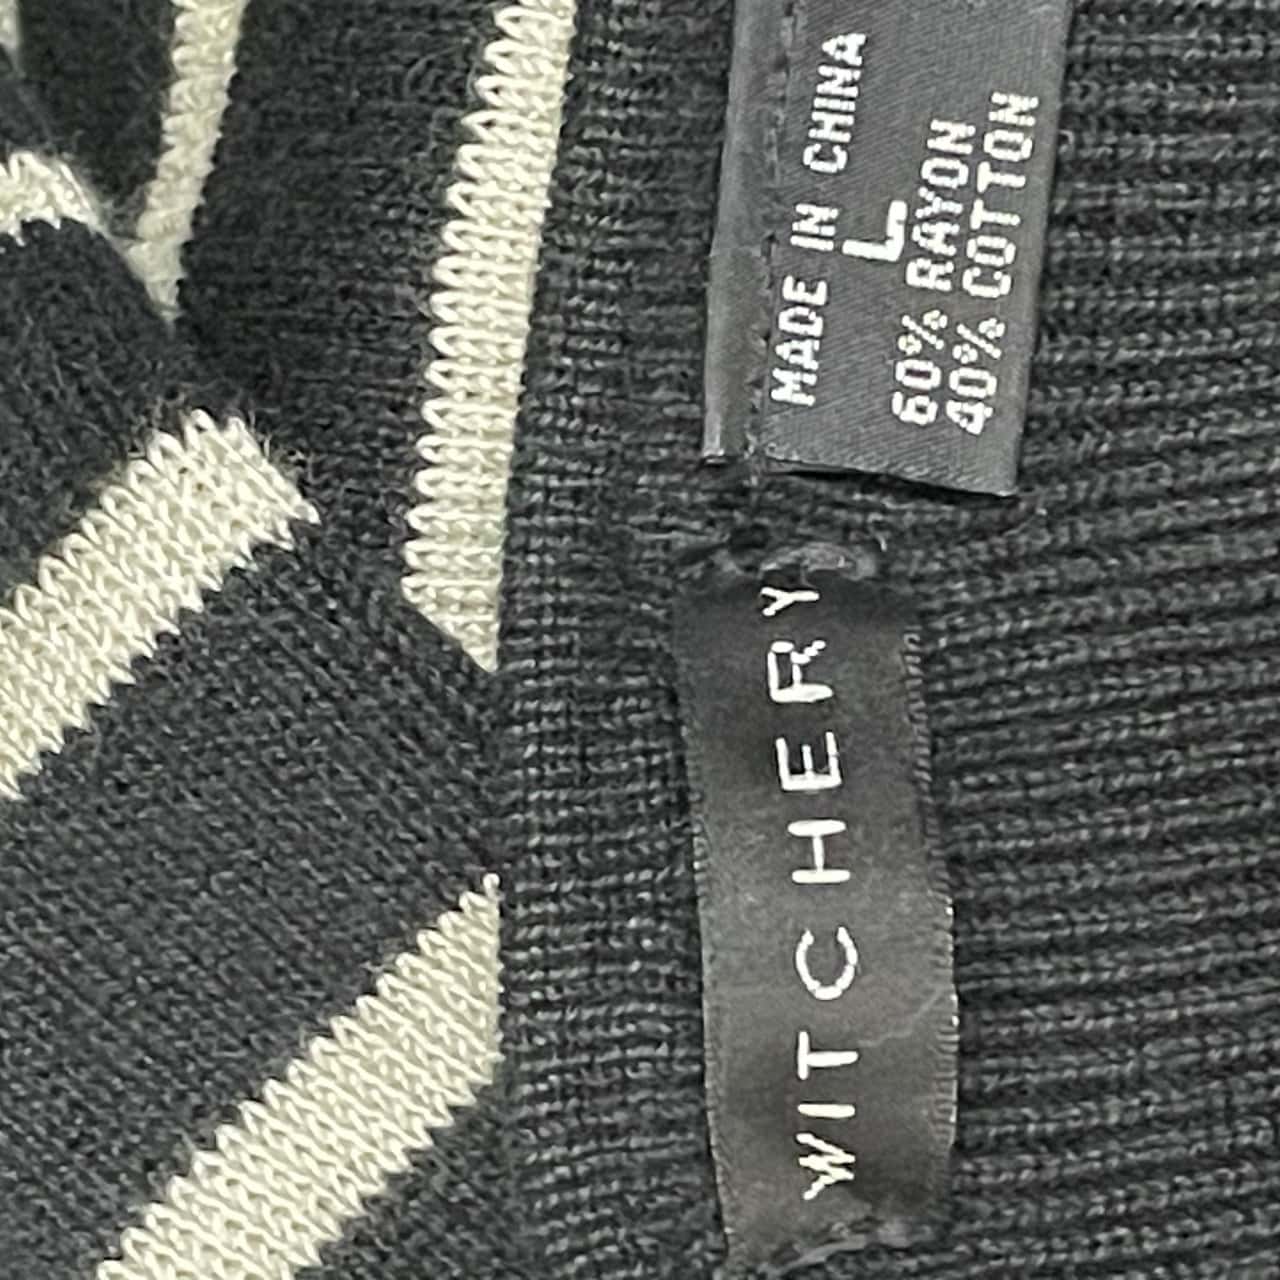 MADE IN CHINA
L
60% RAYON
40% COTTON
WITCHERY